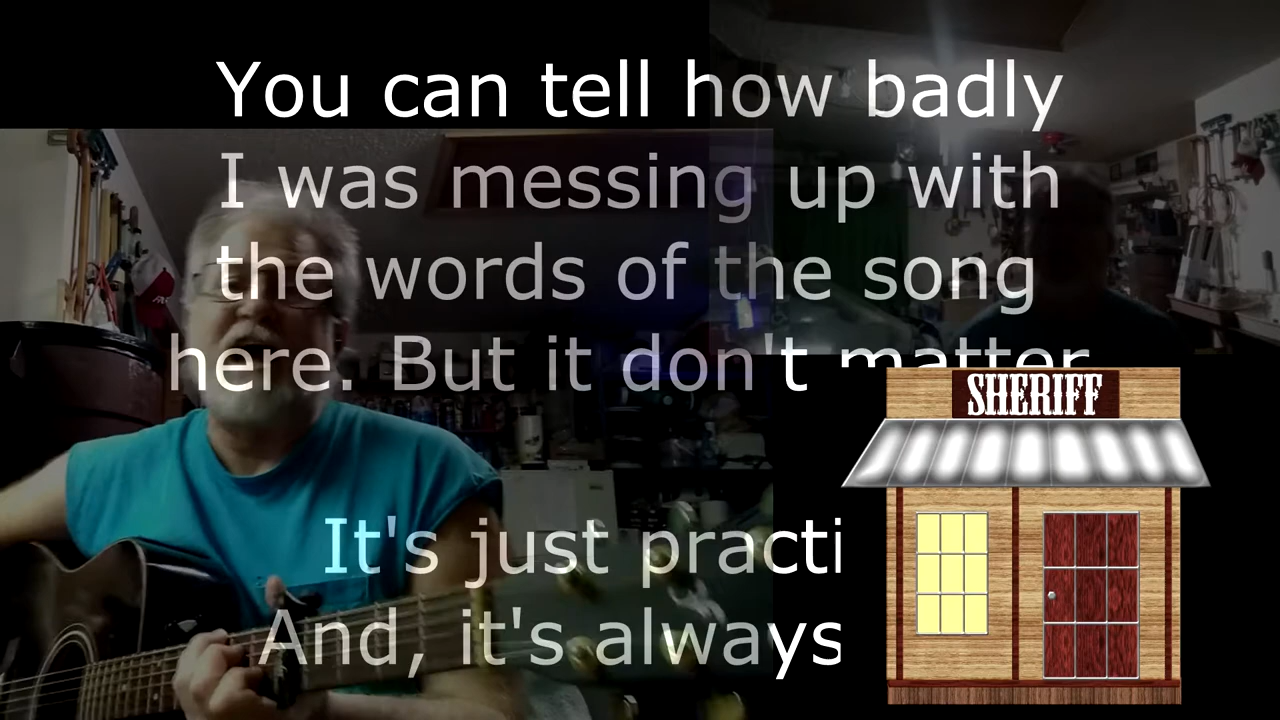 You can tell how badly
I was messing up with
the words of the song
here. But it don't matter
SHERIFF
It's just
And, it's always